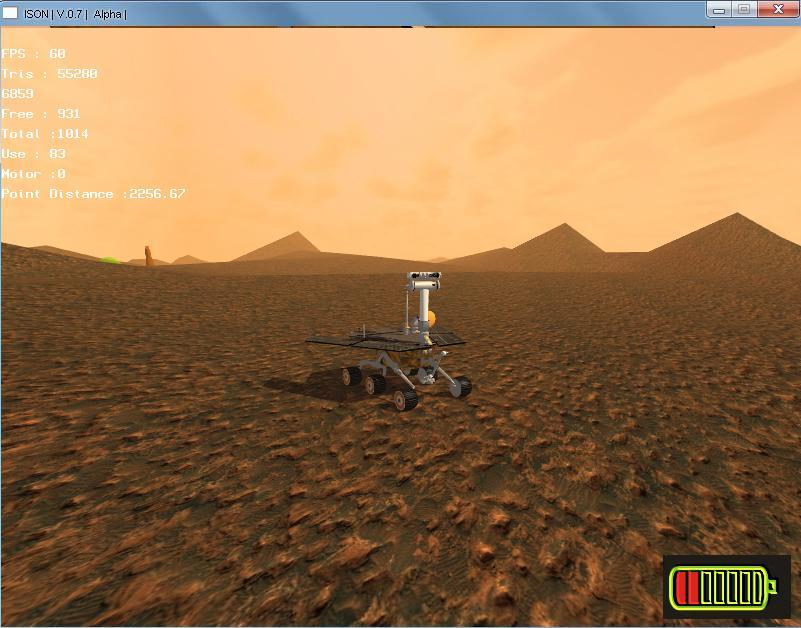 ISON | V.0.7 | Alpha |
FPS : 60
Tris : 55280
6859
Free : 931
Total :1014
Use : 83
Motor :0
Point Distance :2256.67